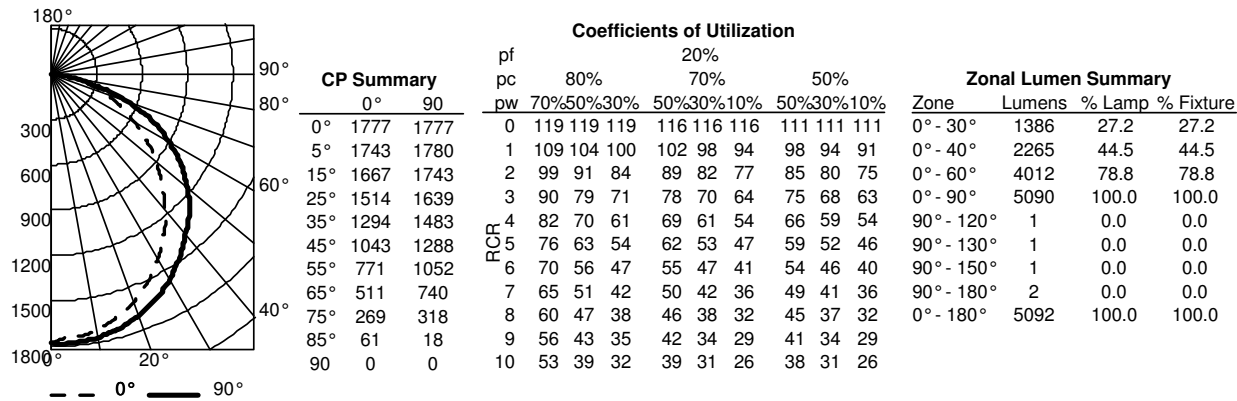 180°
90°
80°
300
600
60°
900
1200
1500
40°
1800
0°
20°
0° 90°
CP Summary
0° 90
0° 1777 1777
5° 1743 1780
15° 1667 1743
25° 1514 1639
35° 1294 1483
45° 1043 1288
55° 771 1052
65° 511 740
75° 269 318
85° 61 18
90 0 0
Coefficients of Utilization
pf 20%
pc 80% 70% 50%
pw 70%50%30% 50%30%10% 50%30%10%
RCR
0 119 119 119 116 116 116 111 111 111
1 109 104 100 102 98 94 98 94 91
2 99 91 84 89 82 77 85 80 75
3 90 79 71 78 70 64 75 68 63
4 82 70 61 69 61 54 66 59 54
5 76 63 54 62 53 47 59 52 46
6 70 56 47 55 47 41 54 46 40
7 65 51 42 50 42 36 49 41 36
8 60 47 38 46 38 32 45 37 32
9 56 43 35 42 34 29 41 34 29
10 53 39 32 39 31 26 38 31 26
Zonal Lumen Summary
Zone Lumens % Lamp % Fixture
0° - 30° 1386 27.2 27.2
0° - 40° 2265 44.5 44.5
0° - 60° 4012 78.8 78.8
0° - 90° 5090 100.0 100.0
90° - 120° 1 0.0 0.0
90° - 130° 1 0.0 0.0
90° - 150° 1 0.0 0.0
90° - 180° 2 0.0 0.0
0° - 180° 5092 100.0 100.0